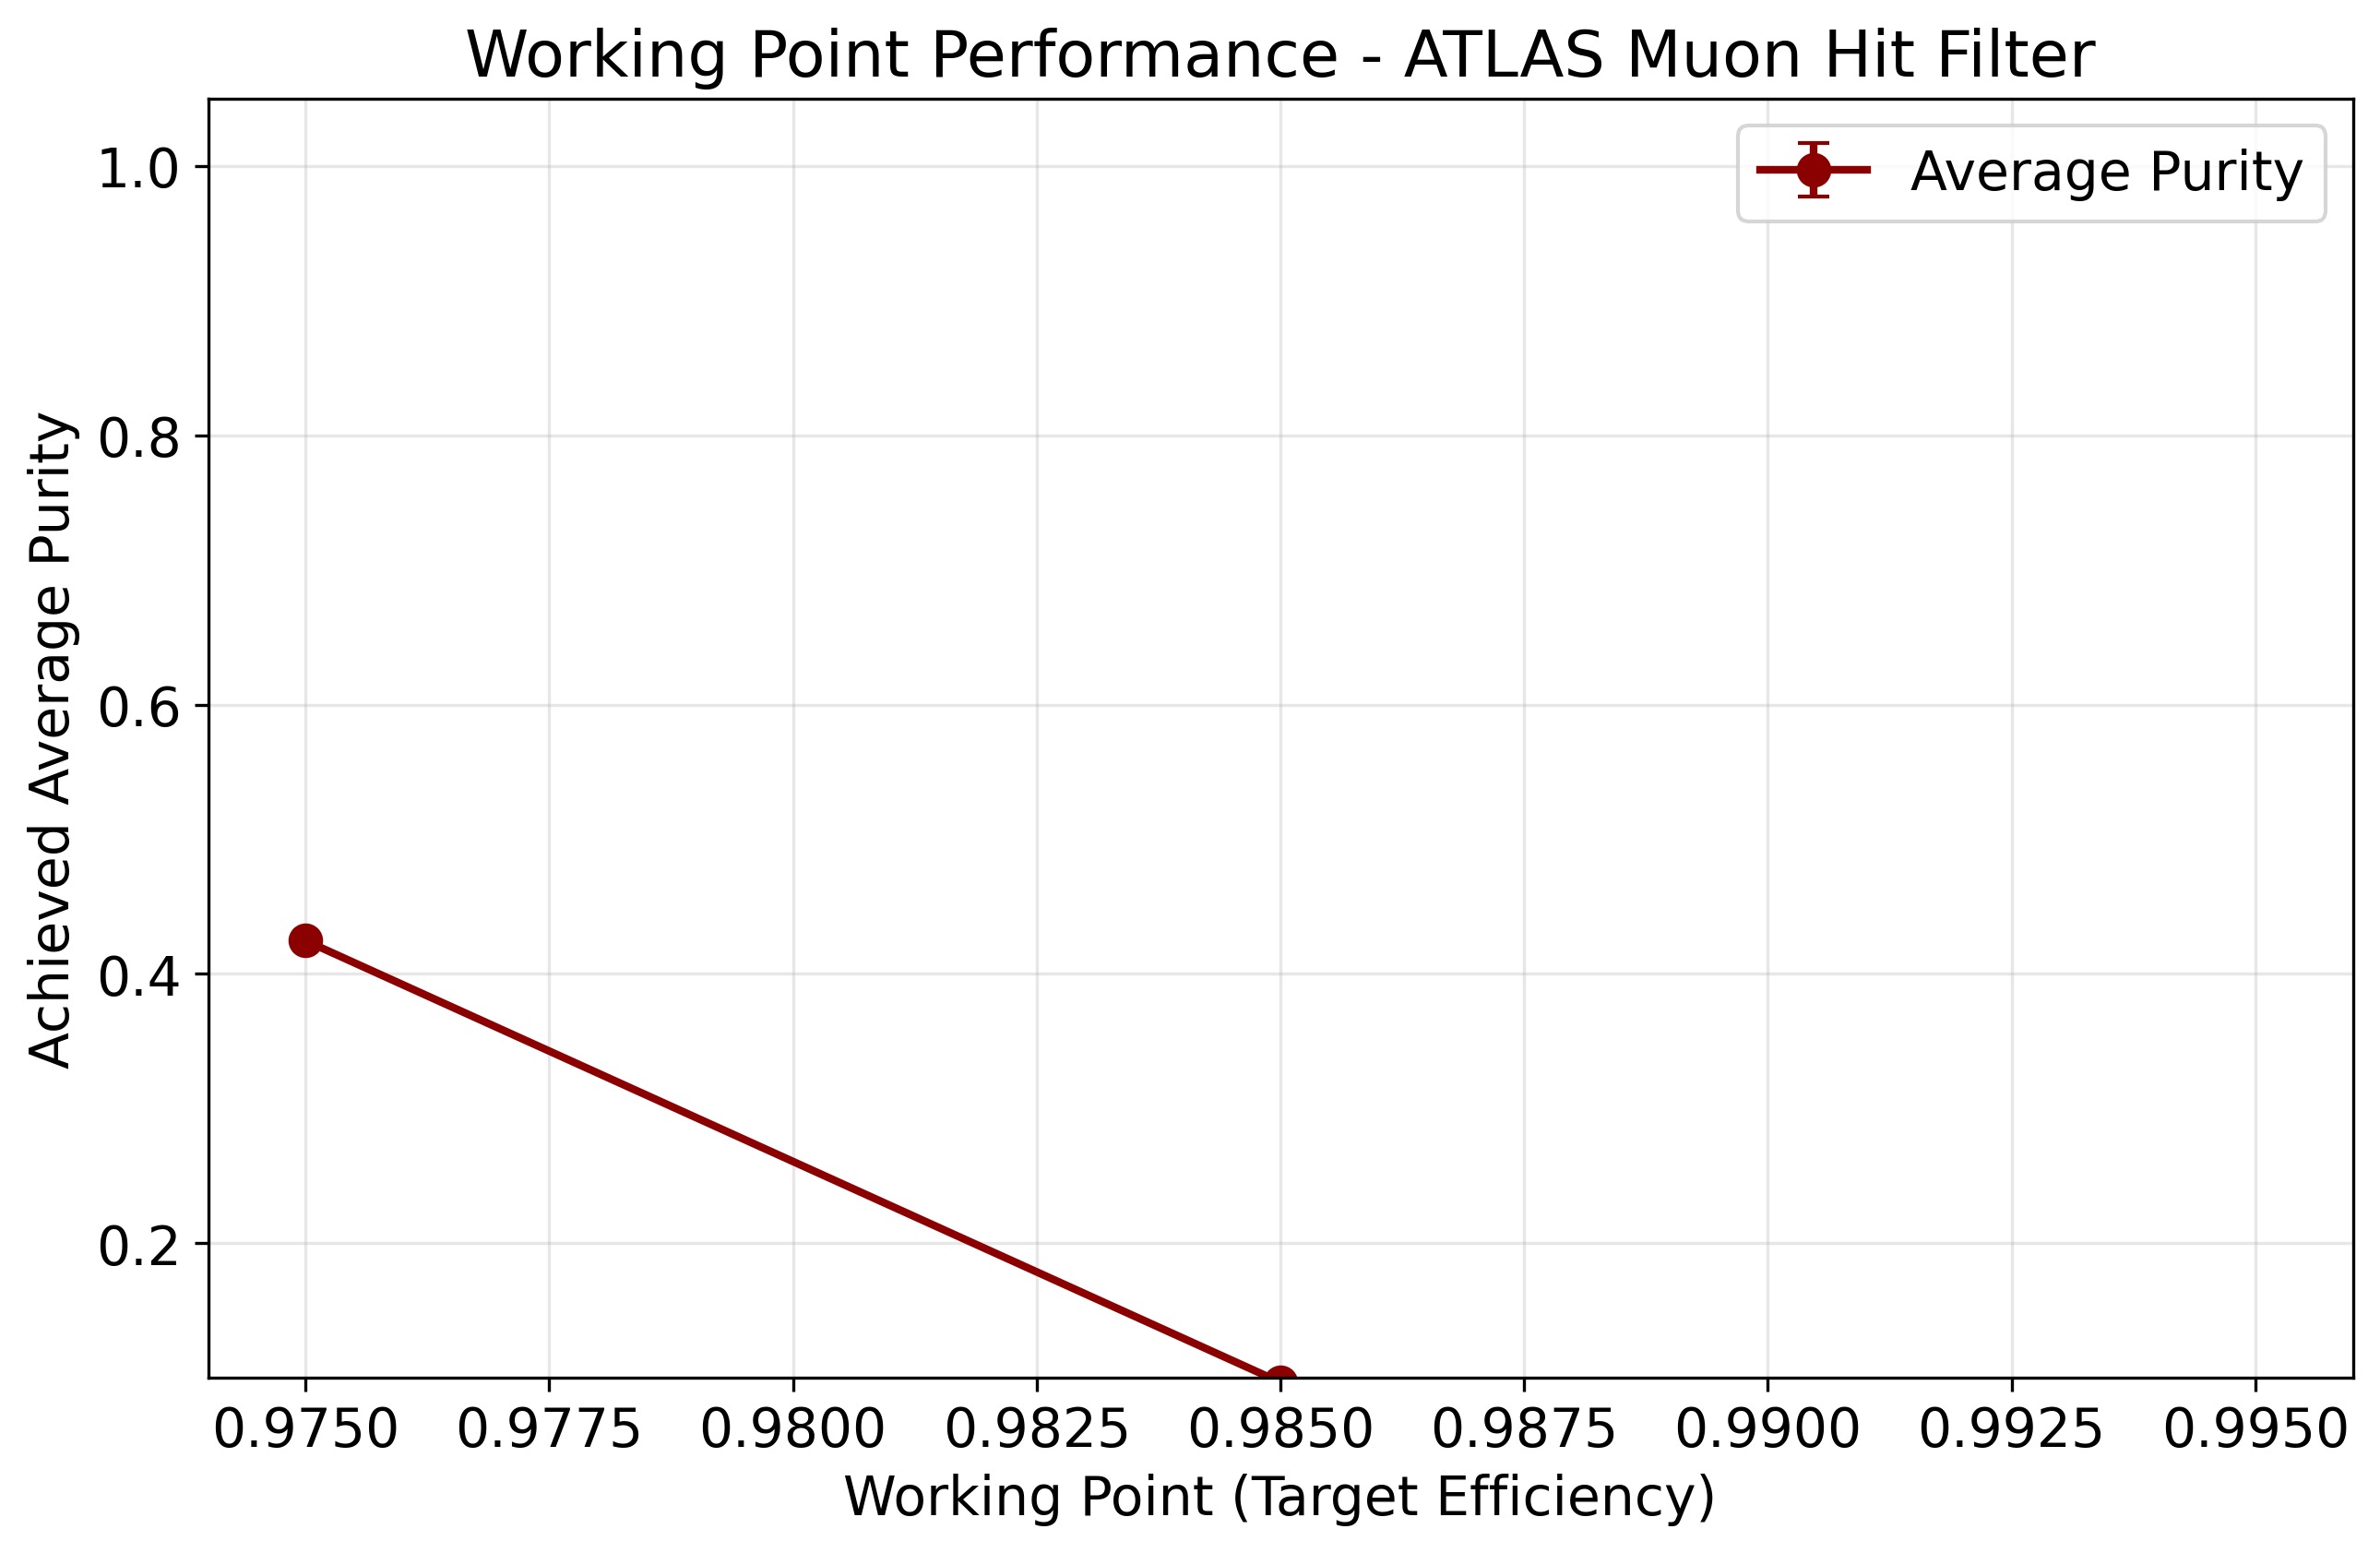 Working Point Performance - ATLAS Muon Hit Filter
Average Purity
Achieved Average Purity
1.0
0.8
0.6
0.4
0.2
0.9750 0.9775 0.9800 0.9825 0.9850 0.9875 0.9900 0.9925 0.9950
Working Point (Target Efficiency)